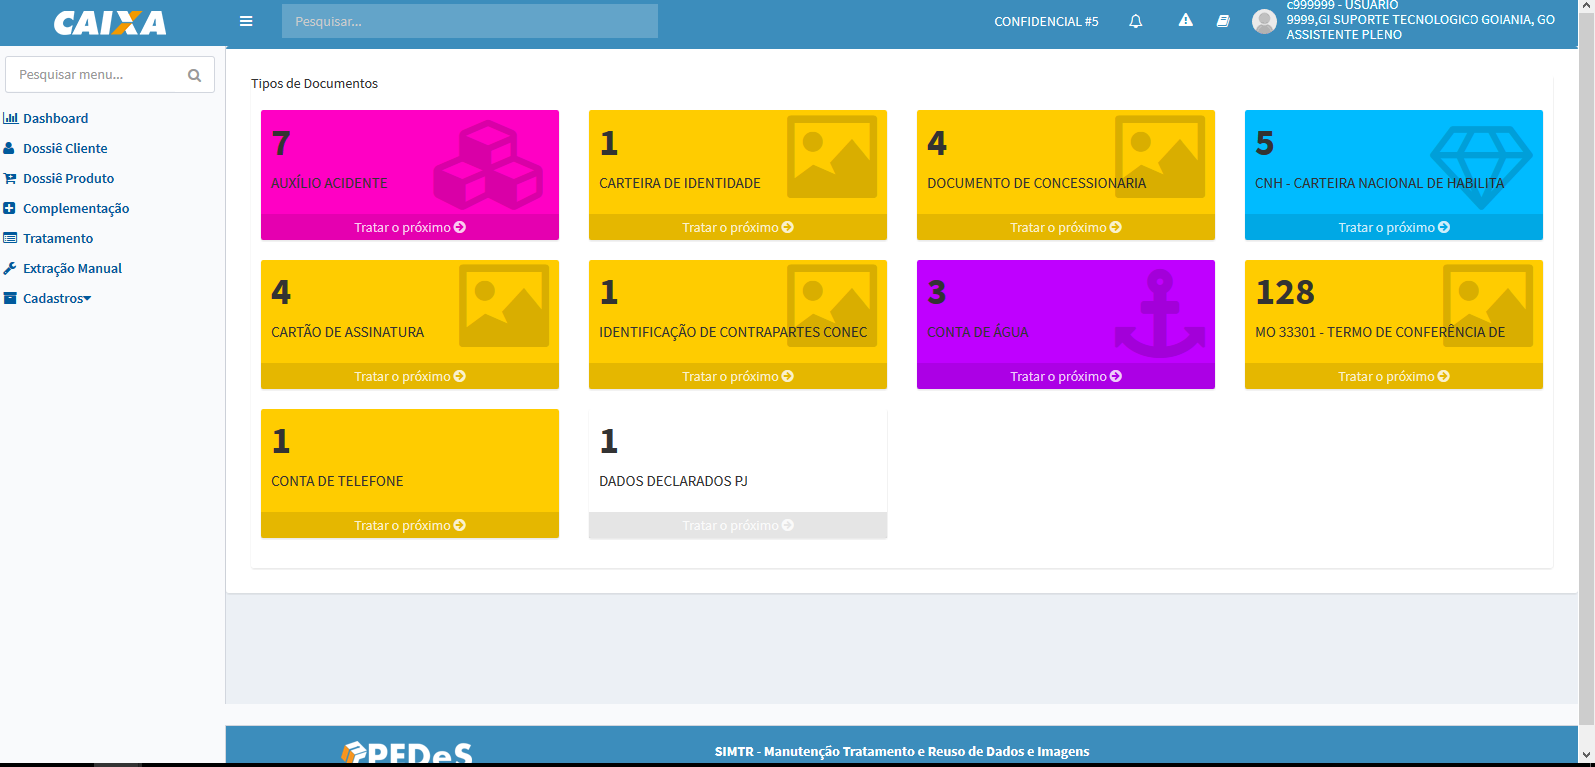 CAIXA
Pesquisar...
CONFIDENCIAL #5
c999999 - USUARIO
9999,GI SUPORTE TECNOLOGICO GOIANIA, GO
ASSISTENTE PLENO
Pesquisar menu...
Dashboard
Dossiê Cliente
Dossiê Produto
Complementação
Tratamento
Extração Manual
Cadastros
Tipos de Documentos
7
AUXÍLIO ACIDENTE
Tratar o próximo
1
CARTEIRA DE IDENTIDADE
Tratar o próximo
4
DOCUMENTO DE CONCESSIONARIA
Tratar o próximo
5
CNH - CARTEIRA NACIONAL DE HABILITA
Tratar o próximo
4
CARTÃO DE ASSINATURA
Tratar o próximo
1
IDENTIFICAÇÃO DE CONTRAPARTES CONEC
Tratar o próximo
3
CONTA DE ÁGUA
Tratar o próximo
128
MO 33301 - TERMO DE CONFERÊNCIA DE
Tratar o próximo
1
CONTA DE TELEFONE
Tratar o próximo
1
DADOS DECLARADOS PJ
Tratar o próximo
PEDeS
SIMTR - Manutenção Tratamento e Reuso de Dados e Imagens